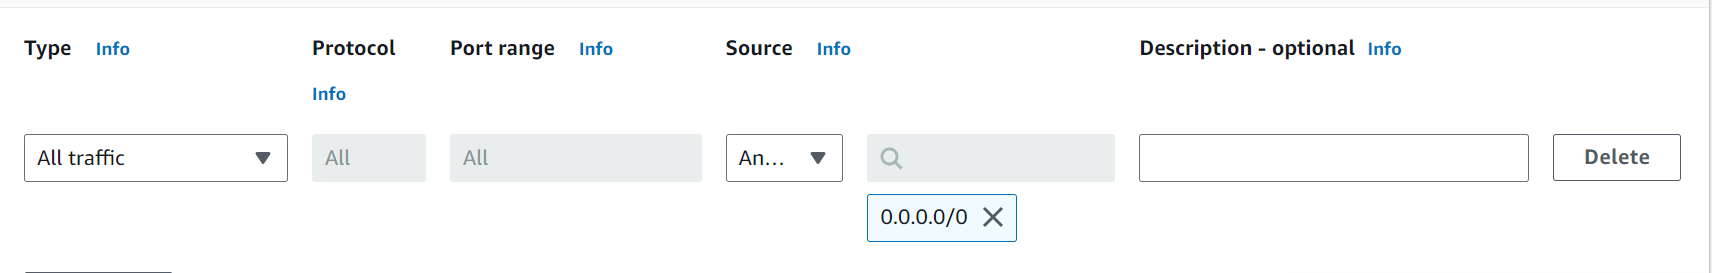 Type Info Protocol Info Port range Info Source Info Description - optional Info
All traffic All All An... Delete
0.0.0.0/0